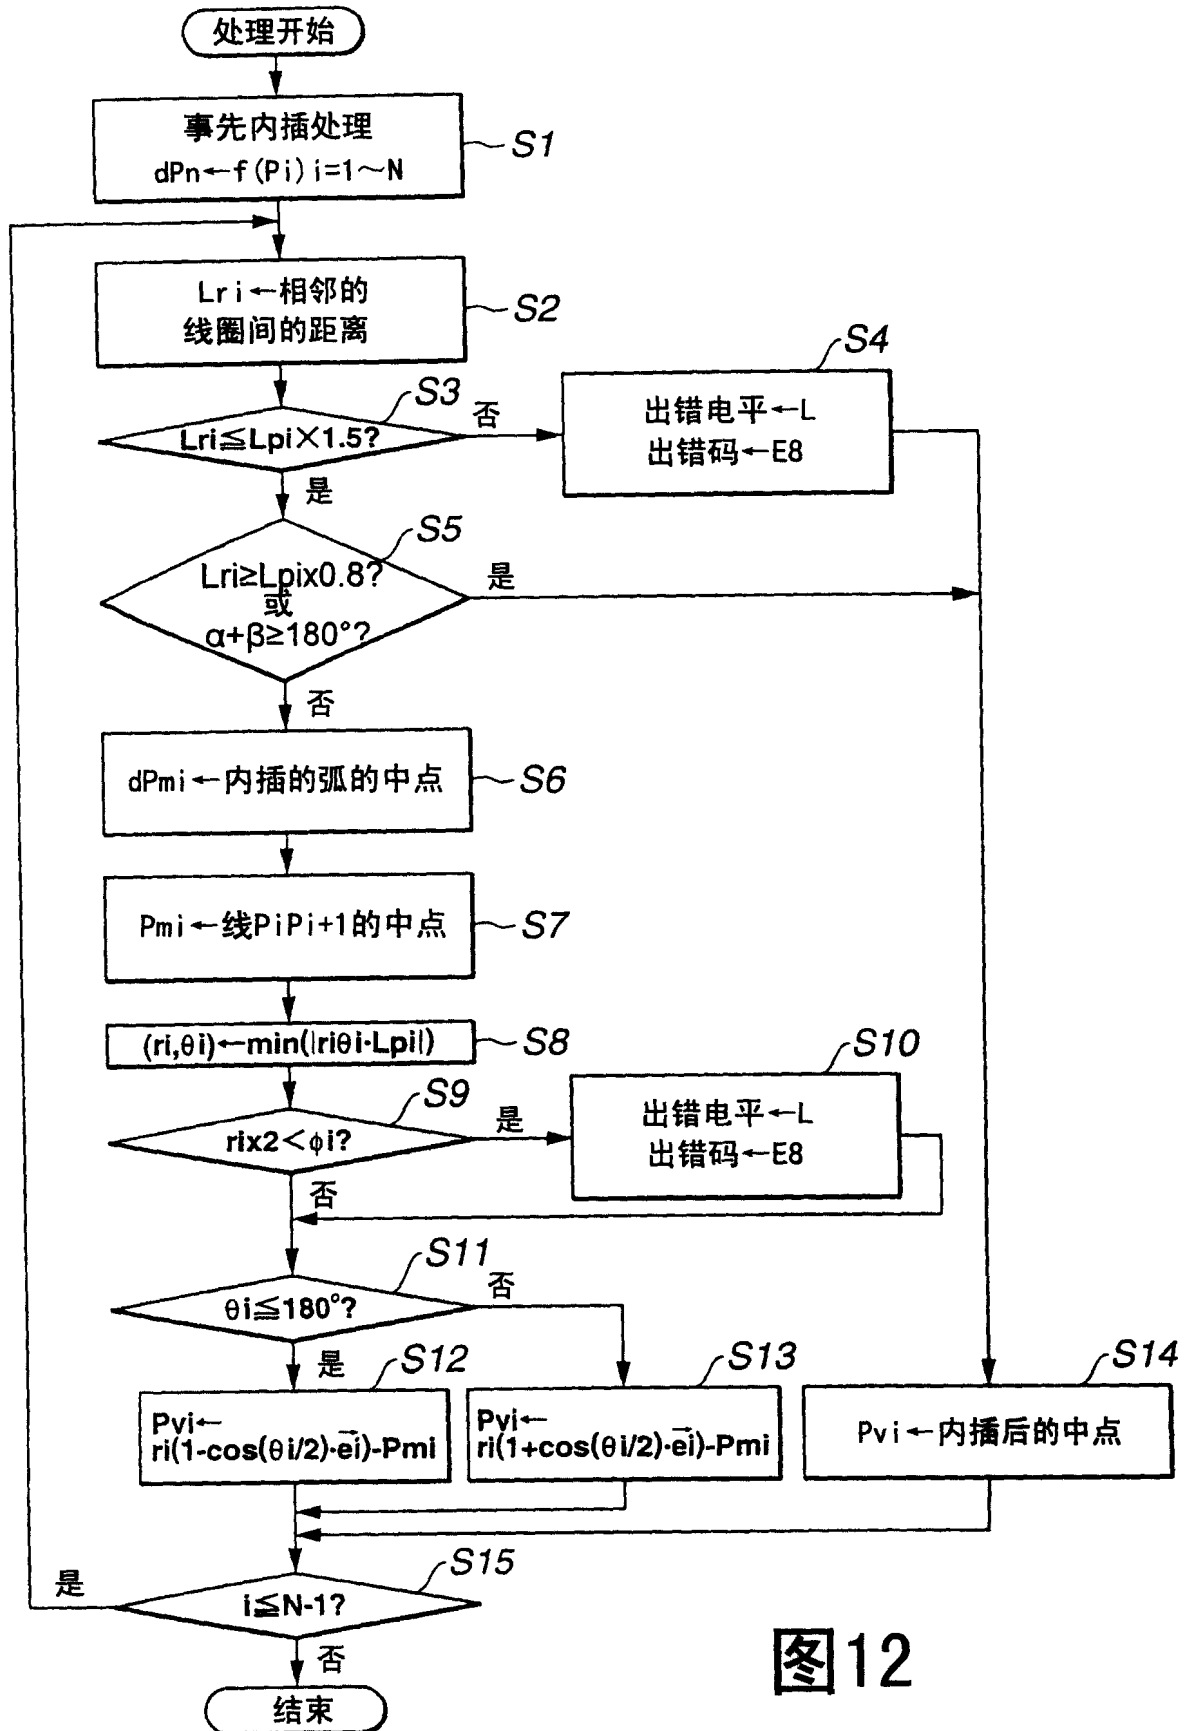 处理开始
事先内插处理
dPn←f(Pi) i=1~N
S1
Lri←相邻的
线圈间的距离
S2
S3
Lri≦Lpi×1.5?
否
是
S4
出错电平←L
出错码←E8
S5
Lri≥Lpix0.8?
或
α+β≥180°?
是
否
dPmi←内插的弧的中点
S6
Pmi←线PiPi+1的中点
S7
(ri,θi)←min(|riθi·Lpi|)
S8
S9
rix2<φi?
是
否
S10
出错电平←L
出错码←E8
S11
θi≦180°?
否
是
S12
Pvi←
ri(1-cos(θi/2)·e⃗i)-Pmi
S13
Pvi←
ri(1+cos(θi/2)·e⃗i)-Pmi
S14
Pvi←内插后的中点
S15
i≦N-1?
是
否
结束
图12